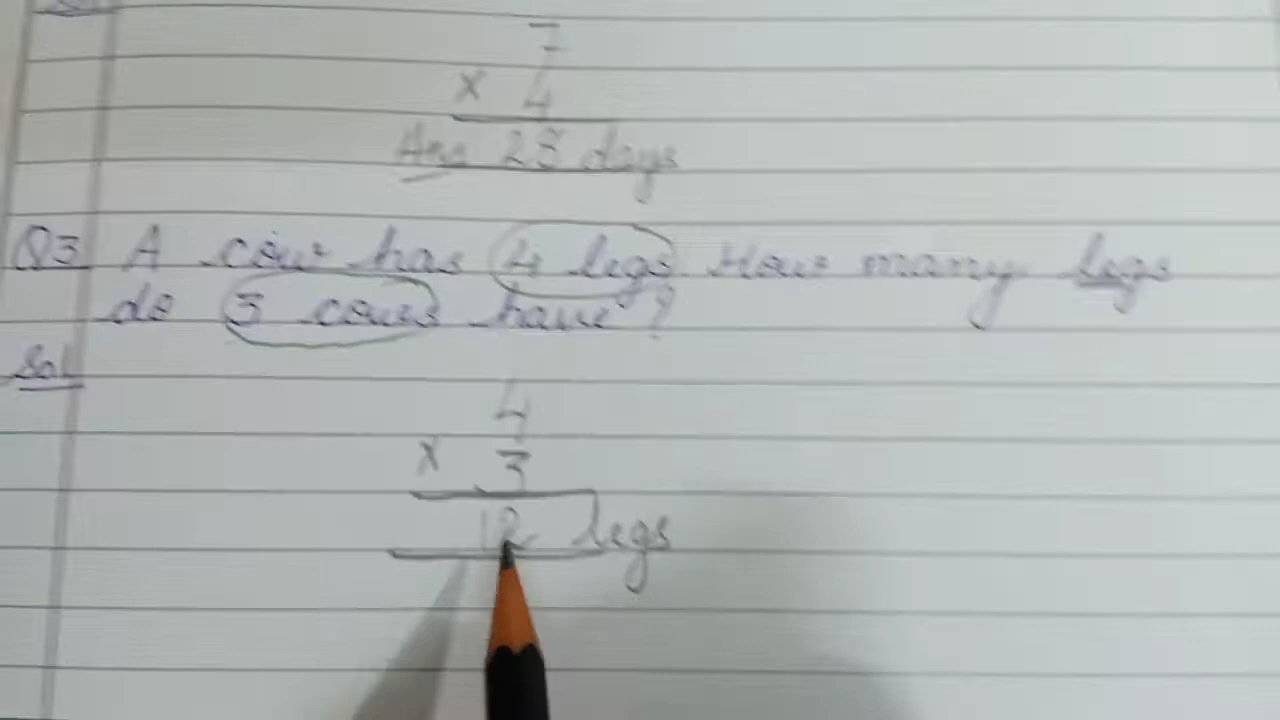 7
× 4
Ans 28 days
Q3 A cow has 4 legs How many legs
do 3 cows have?
Sol
4
× 3
12 legs